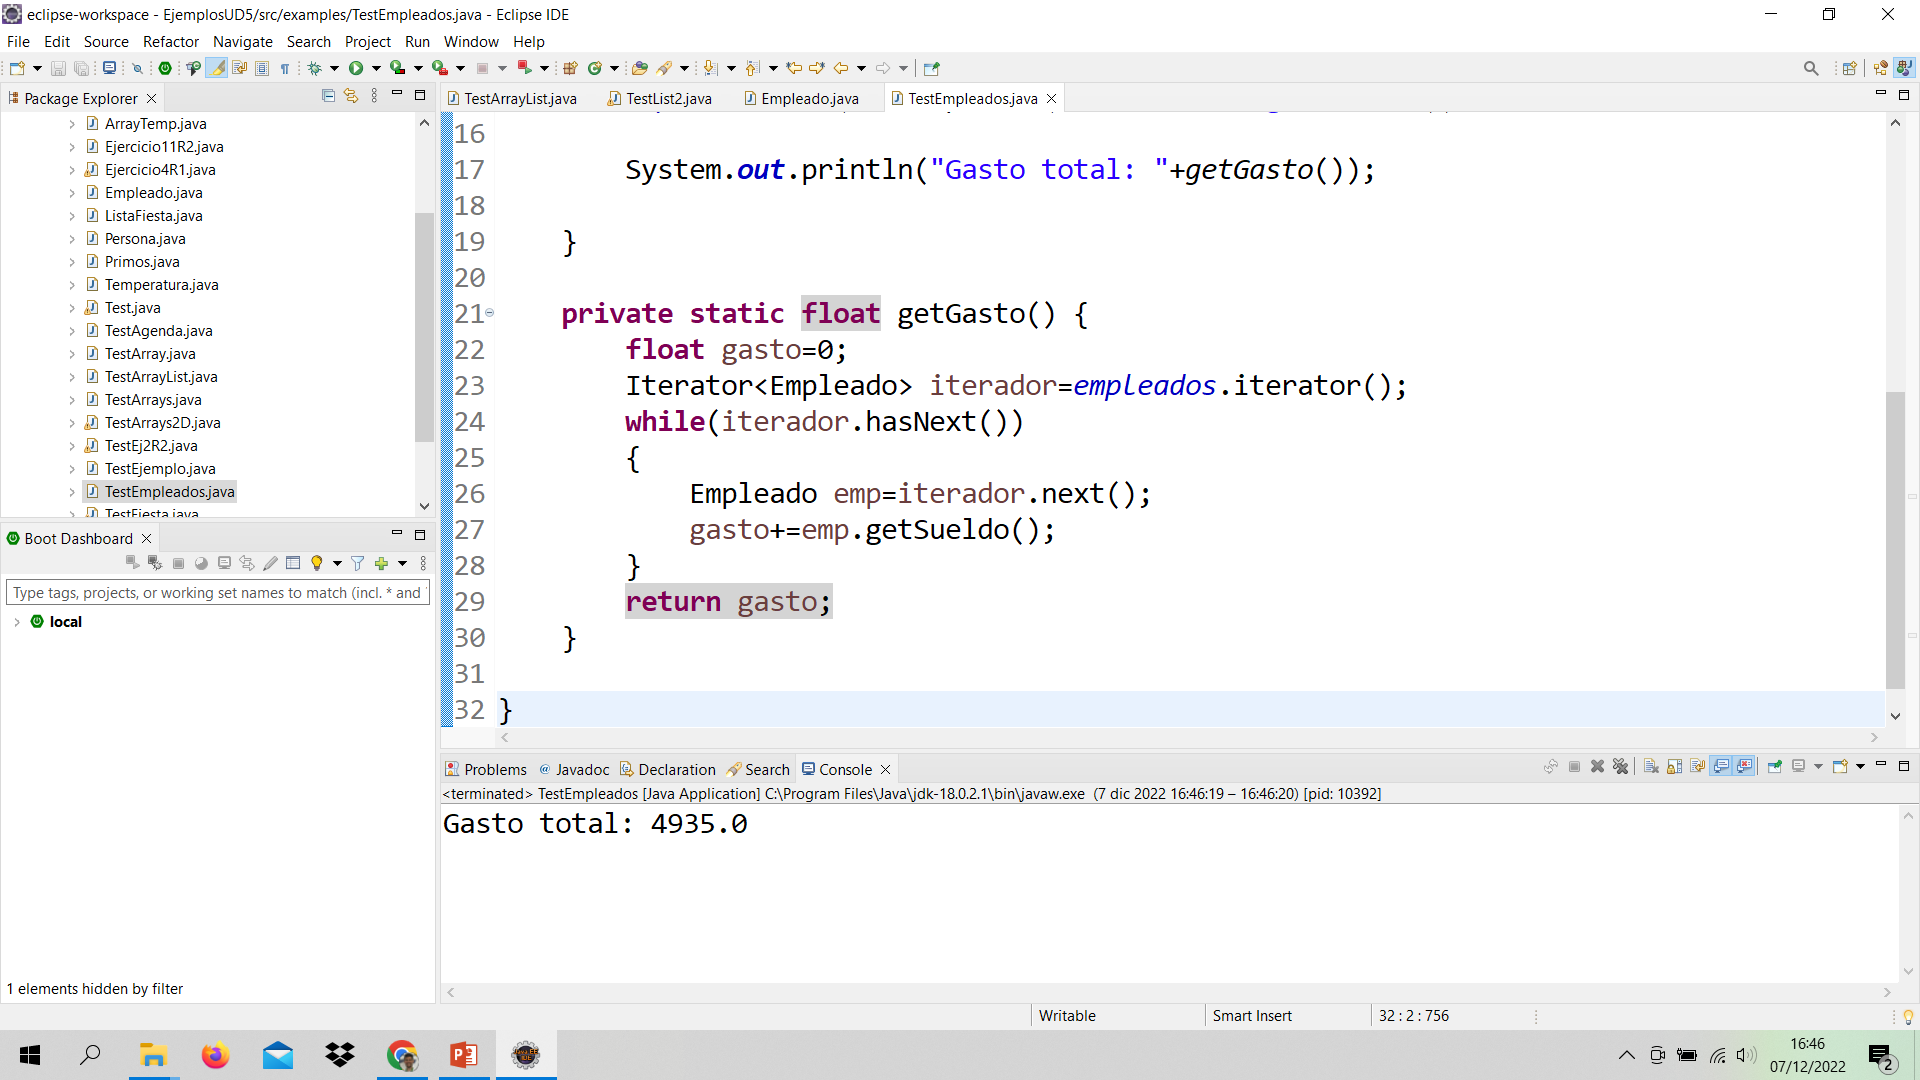 eclipse-workspace - EjemplosUD5/src/examples/TestEmpleados.java - Eclipse IDE
File Edit Source Refactor Navigate Search Project Run Window Help
Package Explorer
ArrayTemp.java
Ejercicio11R2.java
Ejercicio4R1.java
Empleado.java
ListaFiesta.java
Persona.java
Primos.java
Temperatura.java
Test.java
TestAgenda.java
TestArray.java
TestArrayList.java
TestArrays.java
TestArrays2D.java
TestEj2R2.java
TestEjemplo.java
TestEmpleados.java
TestFiesta.java
Boot Dashboard
Type tags, projects, or working set names to match (incl. * and
local
1 elements hidden by filter
TestArrayList.java TestList2.java Empleado.java TestEmpleados.java
16
17 System.out.println("Gasto total: "+getGasto());
18
19 }
20
21 private static float getGasto() {
22 float gasto=0;
23 Iterator<Empleado> iterador=empleados.iterator();
24 while(iterador.hasNext())
25 {
26 Empleado emp=iterador.next();
27 gasto+=emp.getSueldo();
28 }
29 return gasto;
30 }
31
32 }
Problems @ Javadoc Declaration Search Console
<terminated> TestEmpleados [Java Application] C:\Program Files\Java\jdk-18.0.2.1\bin\javaw.exe (7 dic 2022 16:46:19 – 16:46:20) [pid: 10392]
Gasto total: 4935.0
Writable Smart Insert 32 : 2 : 756
16:46
07/12/2022
2